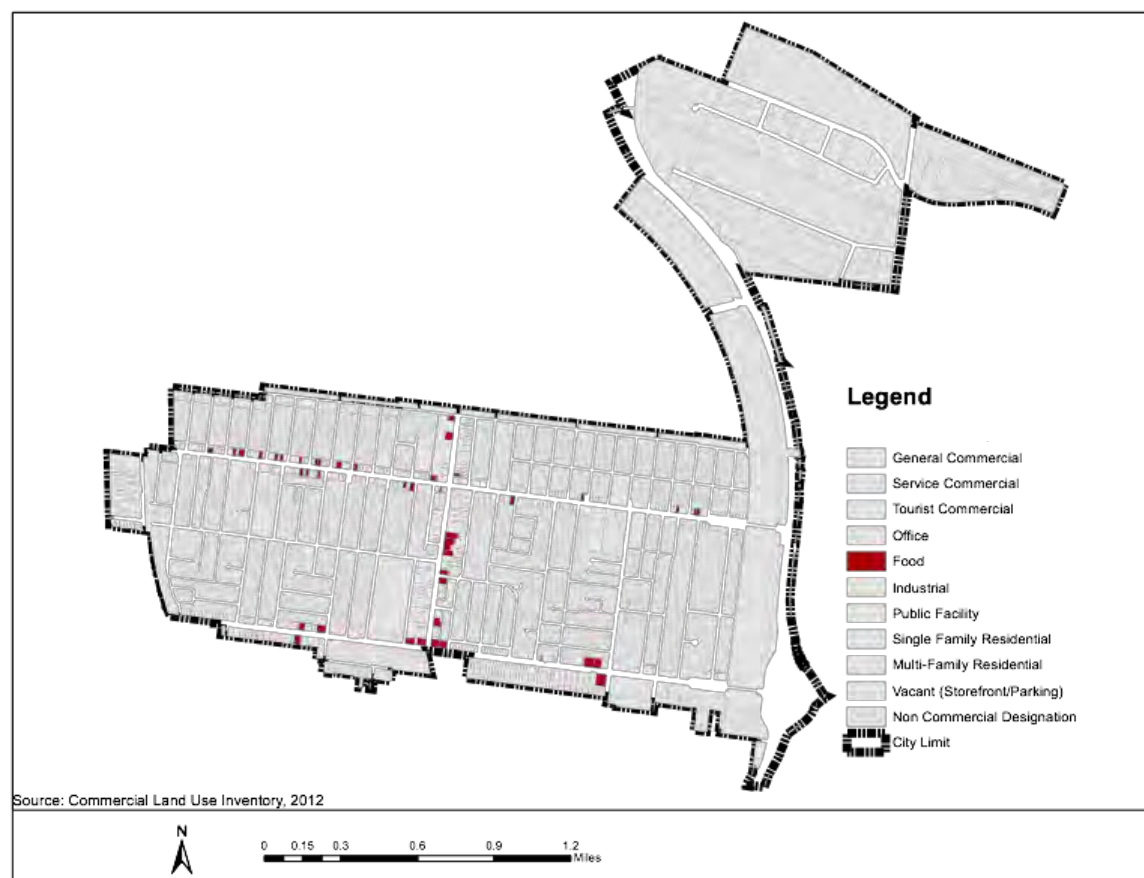 Legend
General Commercial
Service Commercial
Tourist Commercial
Office
Food
Industrial
Public Facility
Single Family Residential
Multi-Family Residential
Vacant (Storefront/Parking)
Non Commercial Designation
City Limit
Source: Commercial Land Use Inventory, 2012
N
0 0.15 0.3 0.6 0.9 1.2
Miles